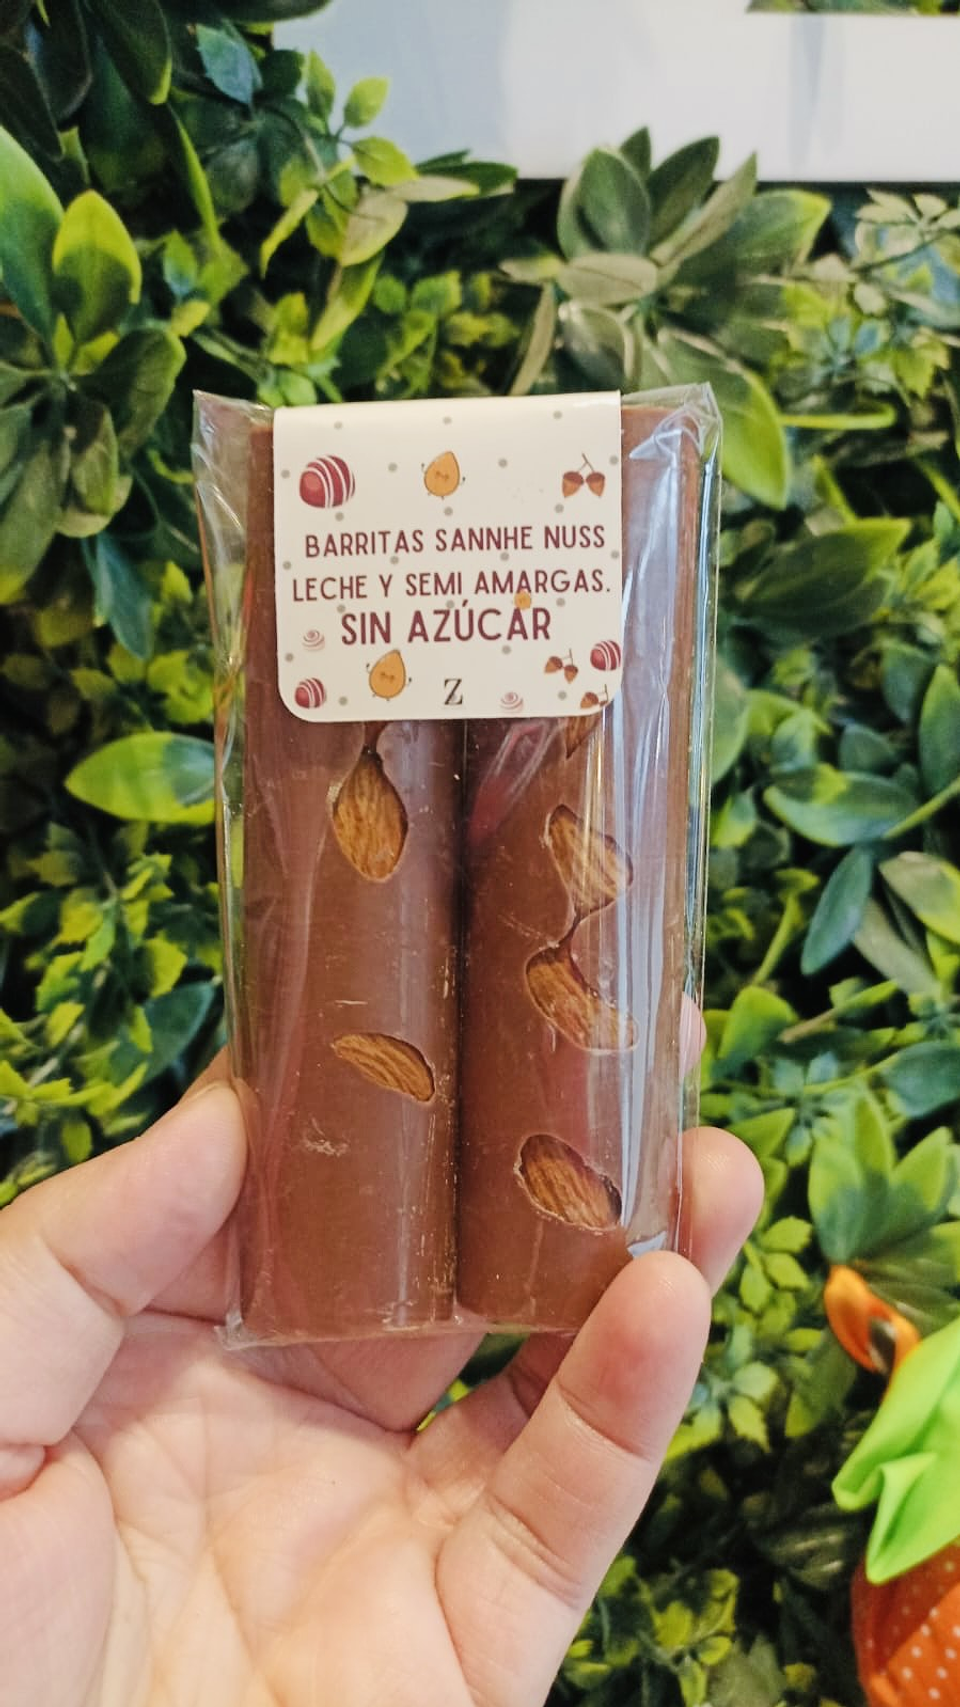 BARRITAS SANNHE NUSS
LECHE Y SEMI AMARGAS.
SIN AZÚCAR
Z